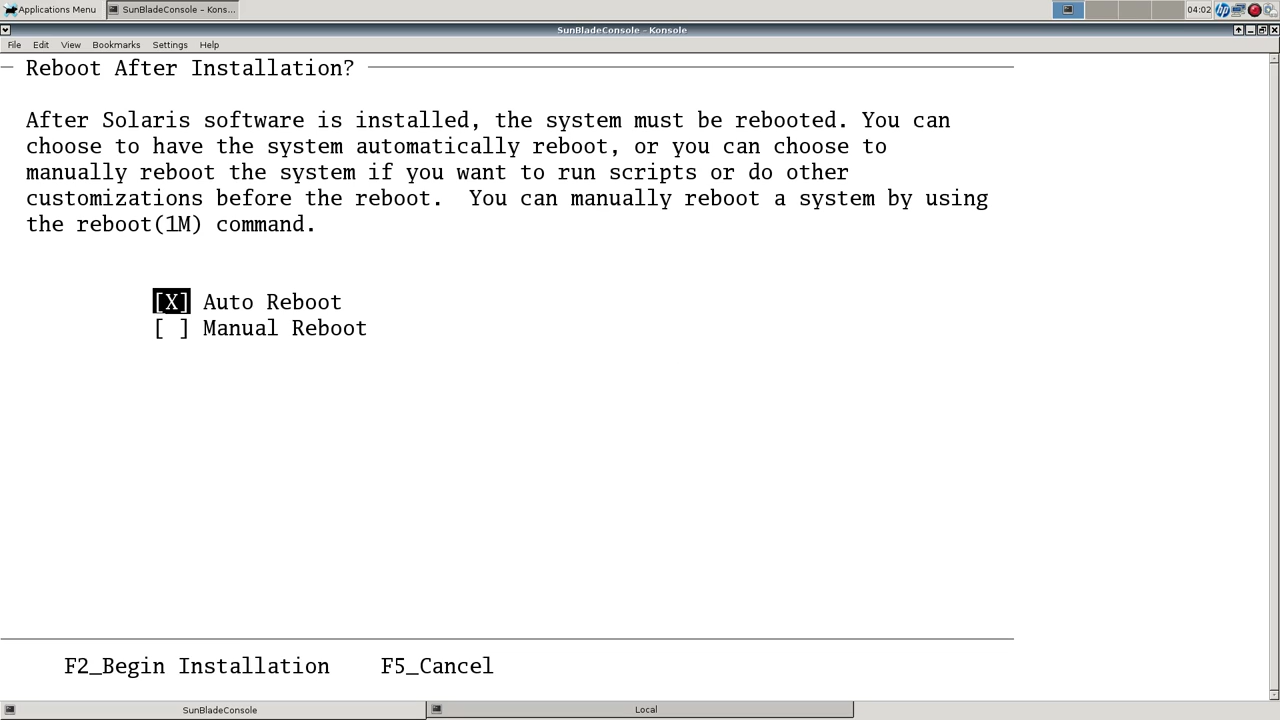 Applications Menu
SunBladeConsole - Kons...
04:02
SunBladeConsole - Konsole
File Edit View Bookmarks Settings Help
Reboot After Installation?
After Solaris software is installed, the system must be rebooted. You can
choose to have the system automatically reboot, or you can choose to
manually reboot the system if you want to run scripts or do other
customizations before the reboot.  You can manually reboot a system by using
the reboot(1M) command.
[X] Auto Reboot
[ ] Manual Reboot
F2_Begin Installation    F5_Cancel
SunBladeConsole
Local